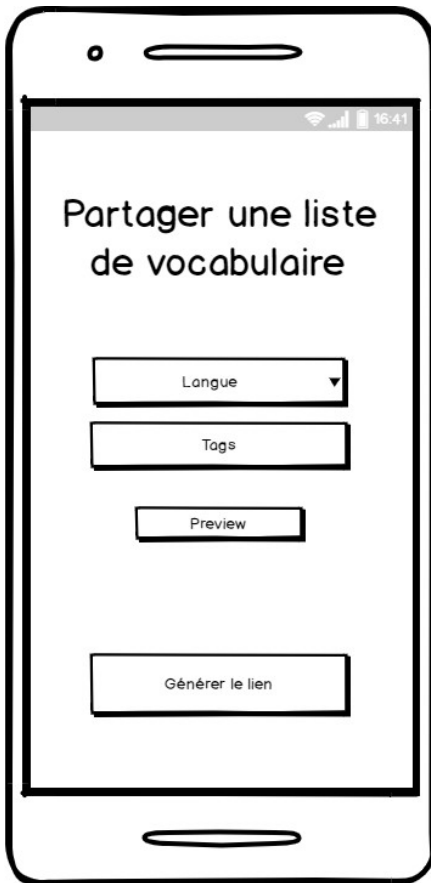 16:41
Partager une liste
de vocabulaire
Langue
Tags
Preview
Générer le lien